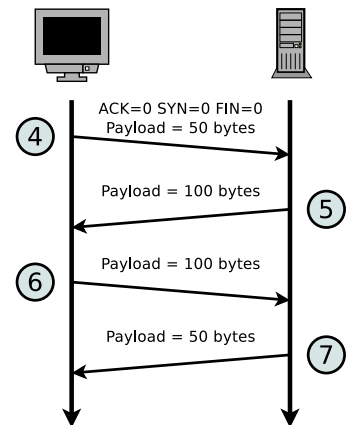 ACK=0 SYN=0 FIN=0
4
Payload = 50 bytes
Payload = 100 bytes
5
Payload = 100 bytes
6
Payload = 50 bytes
7